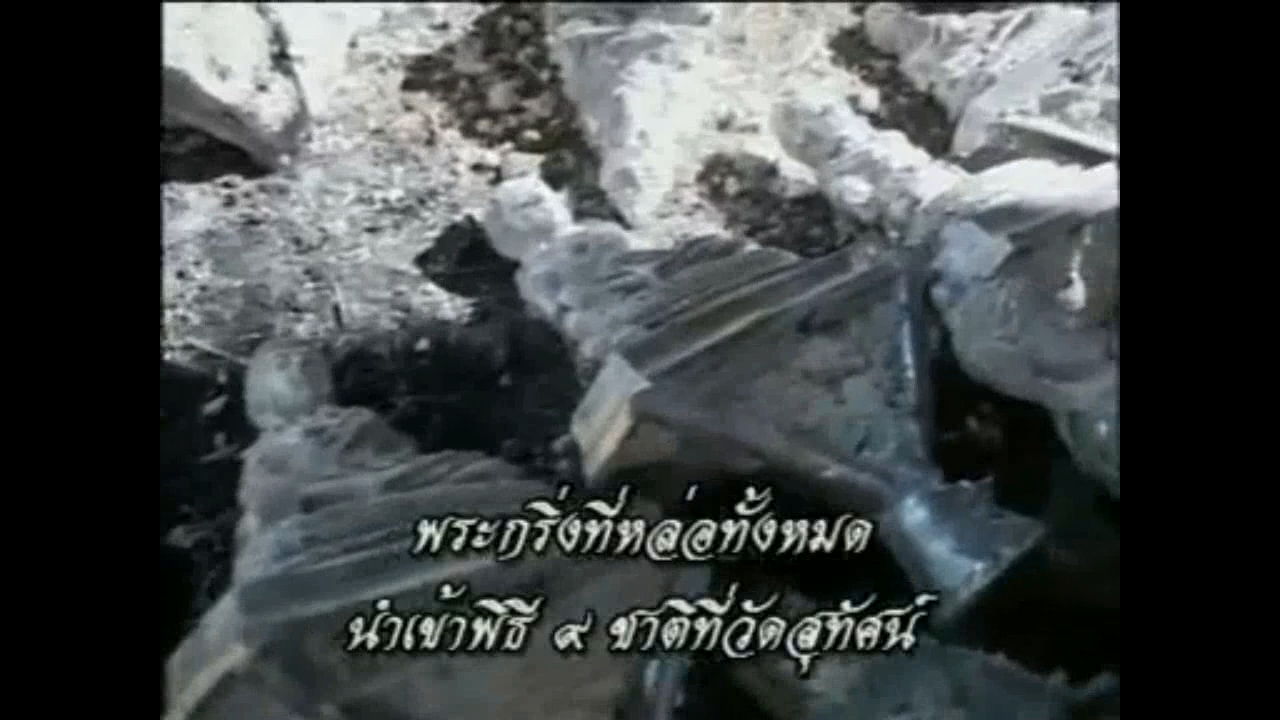 พระกริ่งที่หล่อทั้งหมด
นำเข้าพิธี ๙ ชาติที่วัดสุทัศน์